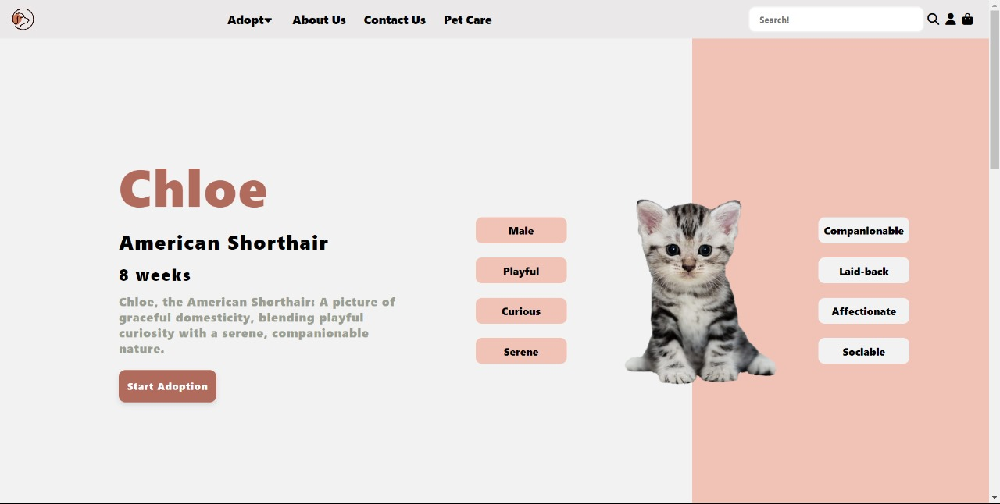 Adopt
About Us
Contact Us
Pet Care
Search!
Chloe
American Shorthair
8 weeks
Chloe, the American Shorthair: A picture of
graceful domesticity, blending playful
curiosity with a serene, companionable
nature.
Start Adoption
Male
Playful
Curious
Serene
Companionable
Laid-back
Affectionate
Sociable